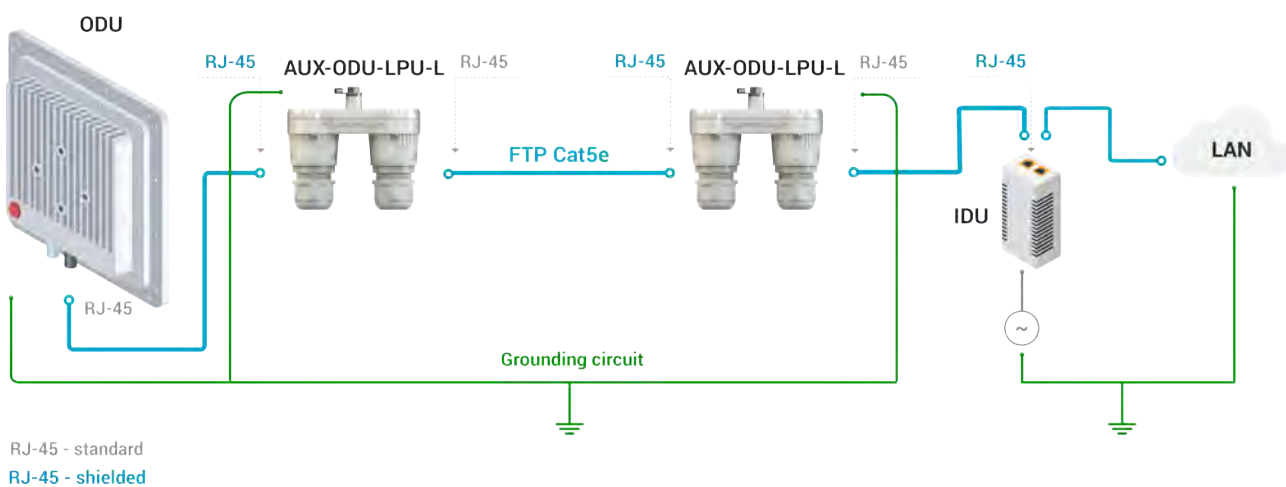 ODU
RJ-45
AUX-ODU-LPU-L
RJ-45
RJ-45
AUX-ODU-LPU-L
RJ-45
RJ-45
FTP Cat5e
LAN
IDU
RJ-45
~
Grounding circuit
RJ-45 - standard
RJ-45 - shielded